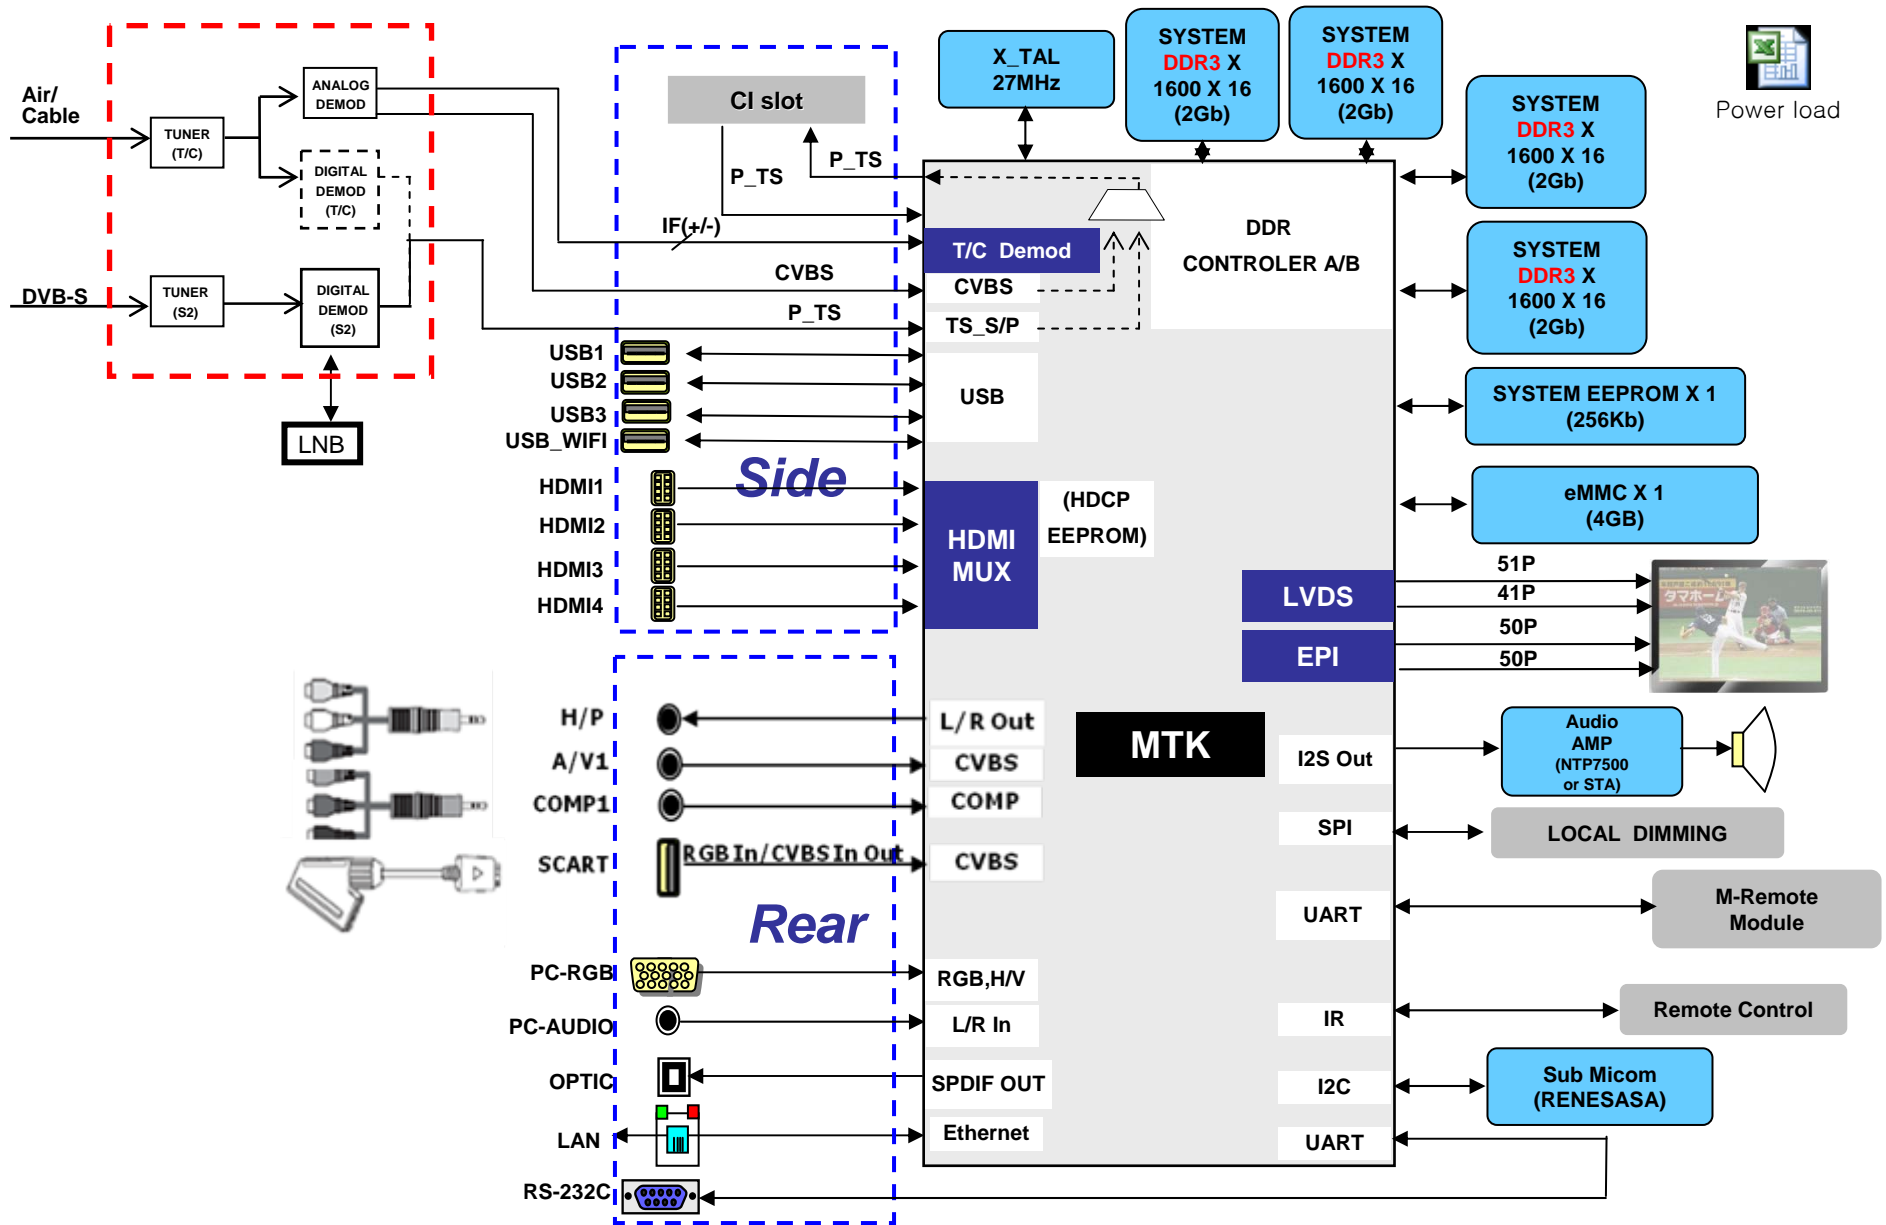 Air/
Cable
TUNER
(T/C)
ANALOG
DEMOD
DIGITAL
DEMOD
(T/C)
DVB-S
TUNER
(S2)
DIGITAL
DEMOD
(S2)
LNB
CI slot
P_TS
P_TS
IF(+/-)
CVBS
P_TS
USB1
USB2
USB3
USB_WIFI
Side
HDMI1
HDMI2
HDMI3
HDMI4
H/P
A/V1
COMP1
SCART
RGB In/CVBS In Out
Rear
PC-RGB
PC-AUDIO
OPTIC
LAN
RS-232C
X_TAL
27MHz
SYSTEM
DDR3 X
1600 X 16
(2Gb)
SYSTEM
DDR3 X
1600 X 16
(2Gb)
SYSTEM
DDR3 X
1600 X 16
(2Gb)
SYSTEM
DDR3 X
1600 X 16
(2Gb)
Power load
DDR
CONTROLER A/B
T/C Demod
CVBS
TS_S/P
USB
HDMI
MUX
(HDCP
EEPROM)
L/R Out
CVBS
COMP
CVBS
RGB,H/V
L/R In
SPDIF OUT
Ethernet
MTK
LVDS
EPI
I2S Out
SPI
UART
IR
I2C
UART
SYSTEM EEPROM X 1
(256Kb)
eMMC X 1
(4GB)
51P
41P
50P
50P
タマホーム
Audio
AMP
(NTP7500
or STA)
LOCAL DIMMING
M-Remote
Module
Remote Control
Sub Micom
(RENESASA)